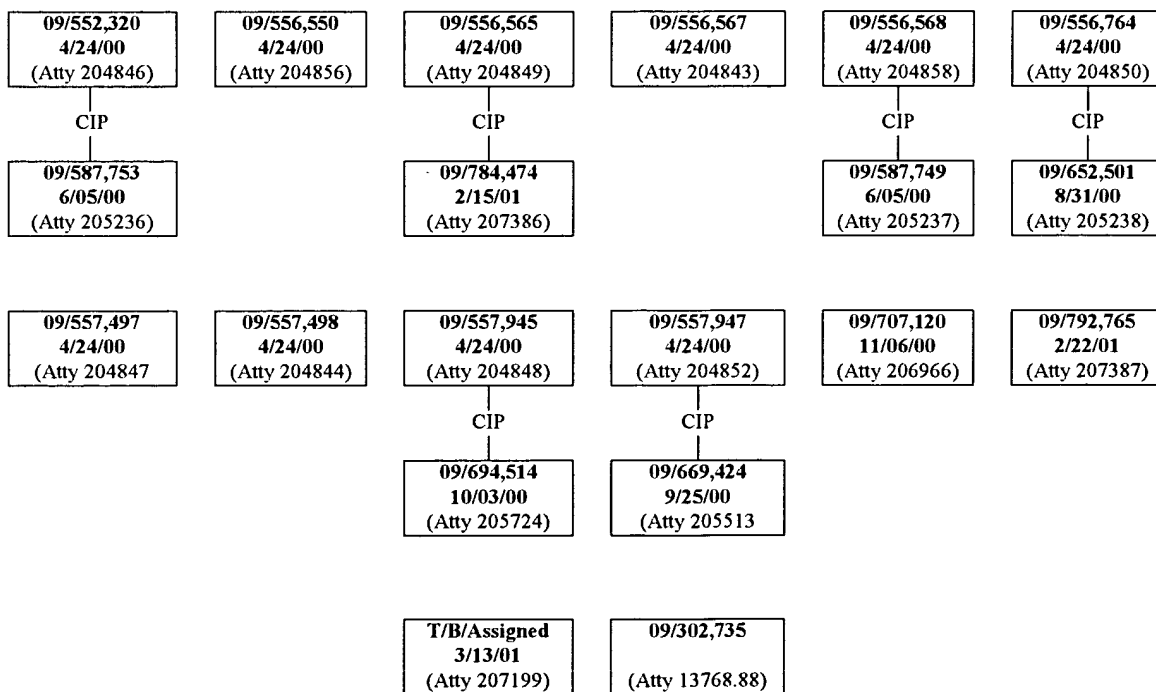 09/552,320
4/24/00
(Atty 204846)
09/556,550
4/24/00
(Atty 204856)
09/556,565
4/24/00
(Atty 204849)
09/556,567
4/24/00
(Atty 204843)
09/556,568
4/24/00
(Atty 204858)
09/556,764
4/24/00
(Atty 204850)
CIP
CIP
CIP
CIP
09/587,753
6/05/00
(Atty 205236)
09/784,474
2/15/01
(Atty 207386)
09/587,749
6/05/00
(Atty 205237)
09/652,501
8/31/00
(Atty 205238)
09/557,497
4/24/00
(Atty 204847
09/557,498
4/24/00
(Atty 204844)
09/557,945
4/24/00
(Atty 204848)
09/557,947
4/24/00
(Atty 204852)
09/707,120
11/06/00
(Atty 206966)
09/792,765
2/22/01
(Atty 207387)
CIP
CIP
09/694,514
10/03/00
(Atty 205724)
09/669,424
9/25/00
(Atty 205513
T/B/Assigned
3/13/01
(Atty 207199)
09/302,735
(Atty 13768.88)